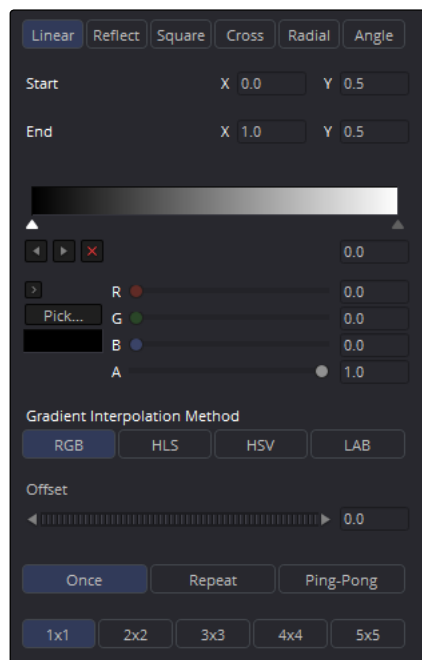 Linear Reflect Square Cross Radial Angle
Start X 0.0 Y 0.5
End X 1.0 Y 0.5
0.0
R 0.0
Pick... G 0.0
B 0.0
A 1.0
Gradient Interpolation Method
RGB HLS HSV LAB
Offset
0.0
Once Repeat Ping-Pong
1x1 2x2 3x3 4x4 5x5